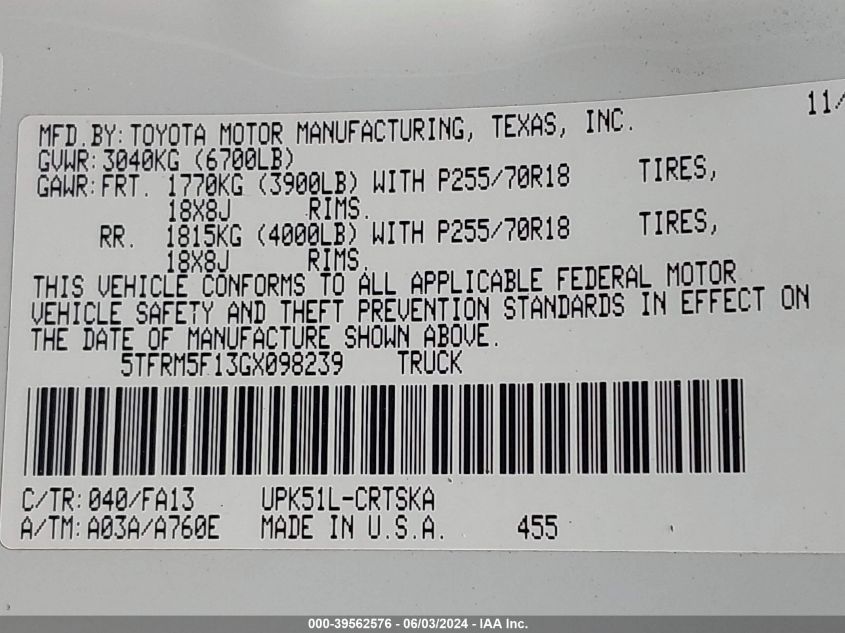 11/
MFD.BY:TOYOTA MOTOR MANUFACTURING, TEXAS, INC.
GVWR:3040KG (6700LB)
GAWR:FRT. 1770KG (3900LB) WITH P255/70R18 TIRES,
18X8J RIMS.
RR. 1815KG (4000LB) WITH P255/70R18 TIRES,
18X8J RIMS.
THIS VEHICLE CONFORMS TO ALL APPLICABLE FEDERAL MOTOR
VEHICLE SAFETY AND THEFT PREVENTION STANDARDS IN EFFECT ON
THE DATE OF MANUFACTURE SHOWN ABOVE.
5TFRM5F13GX098239 TRUCK
C/TR:040/FA13 UPK51L-CRTSKA
A/TM:A03A/A760E MADE IN U.S.A. 455
000-39562576 - 06/03/2024 - IAA Inc.